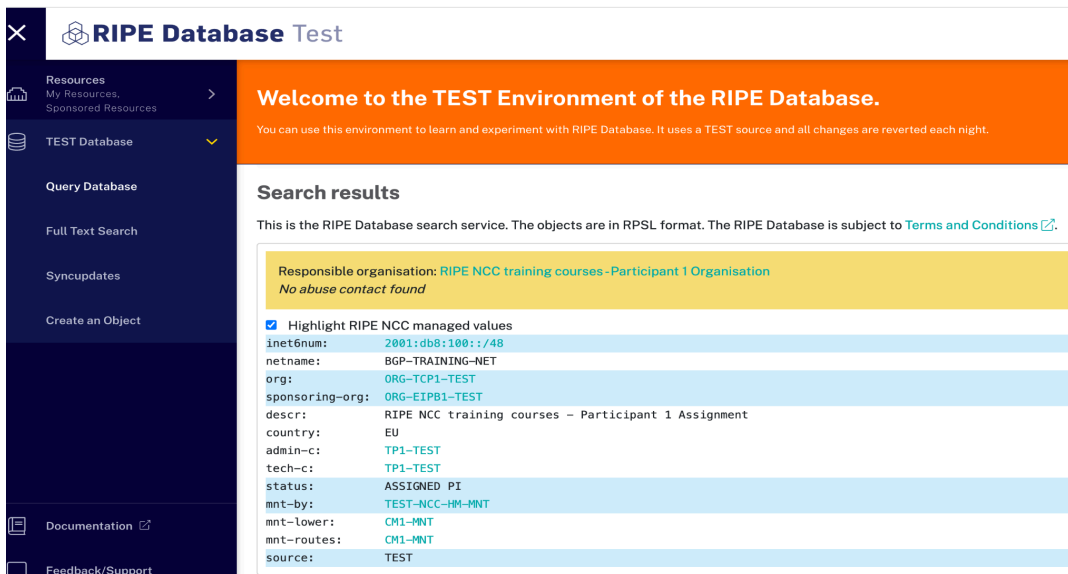 RIPE Database Test
Resources
My Resources,
Sponsored Resources
TEST Database
Query Database
Full Text Search
Syncupdates
Create an Object
Documentation
Feedback/Support
Welcome to the TEST Environment of the RIPE Database.
You can use this environment to learn and experiment with RIPE Database. It uses a TEST source and all changes are reverted each night.
Search results
This is the RIPE Database search service. The objects are in RPSL format. The RIPE Database is subject to Terms and Conditions.
Responsible organisation: RIPE NCC training courses - Participant 1 Organisation
No abuse contact found
Highlight RIPE NCC managed values
inet6num: 2001:db8:100::/48
netname: BGP-TRAINING-NET
org: ORG-TCP1-TEST
sponsoring-org: ORG-EIPB1-TEST
descr: RIPE NCC training courses - Participant 1 Assignment
country: EU
admin-c: TP1-TEST
tech-c: TP1-TEST
status: ASSIGNED PI
mnt-by: TEST-NCC-HM-MNT
mnt-lower: CM1-MNT
mnt-routes: CM1-MNT
source: TEST